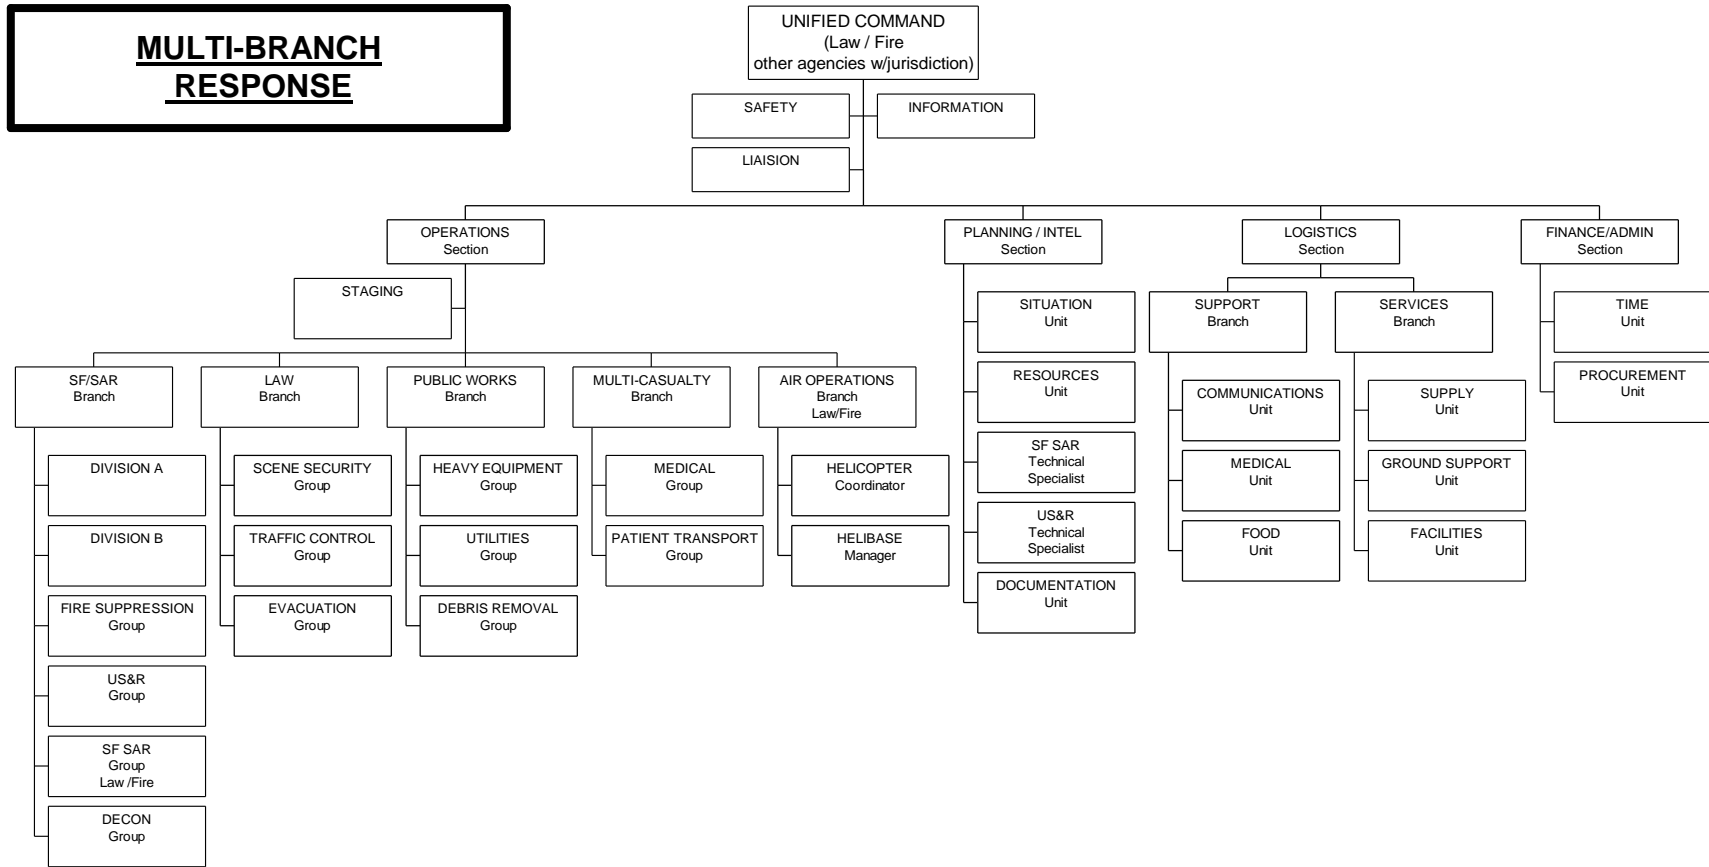 MULTI-BRANCH
RESPONSE
UNIFIED COMMAND
(Law / Fire
other agencies w/jurisdiction)
SAFETY
INFORMATION
LIAISION
OPERATIONS
Section
PLANNING / INTEL
Section
LOGISTICS
Section
FINANCE/ADMIN
Section
STAGING
SF/SAR
Branch
LAW
Branch
PUBLIC WORKS
Branch
MULTI-CASUALTY
Branch
AIR OPERATIONS
Branch
Law/Fire
DIVISION A
DIVISION B
FIRE SUPPRESSION
Group
US&R
Group
SF SAR
Group
Law /Fire
DECON
Group
SCENE SECURITY
Group
TRAFFIC CONTROL
Group
EVACUATION
Group
HEAVY EQUIPMENT
Group
UTILITIES
Group
DEBRIS REMOVAL
Group
MEDICAL
Group
PATIENT TRANSPORT
Group
HELICOPTER
Coordinator
HELIBASE
Manager
SITUATION
Unit
RESOURCES
Unit
SF SAR
Technical
Specialist
US&R
Technical
Specialist
DOCUMENTATION
Unit
SUPPORT
Branch
COMMUNICATIONS
Unit
MEDICAL
Unit
FOOD
Unit
SERVICES
Branch
SUPPLY
Unit
GROUND SUPPORT
Unit
FACILITIES
Unit
TIME
Unit
PROCUREMENT
Unit